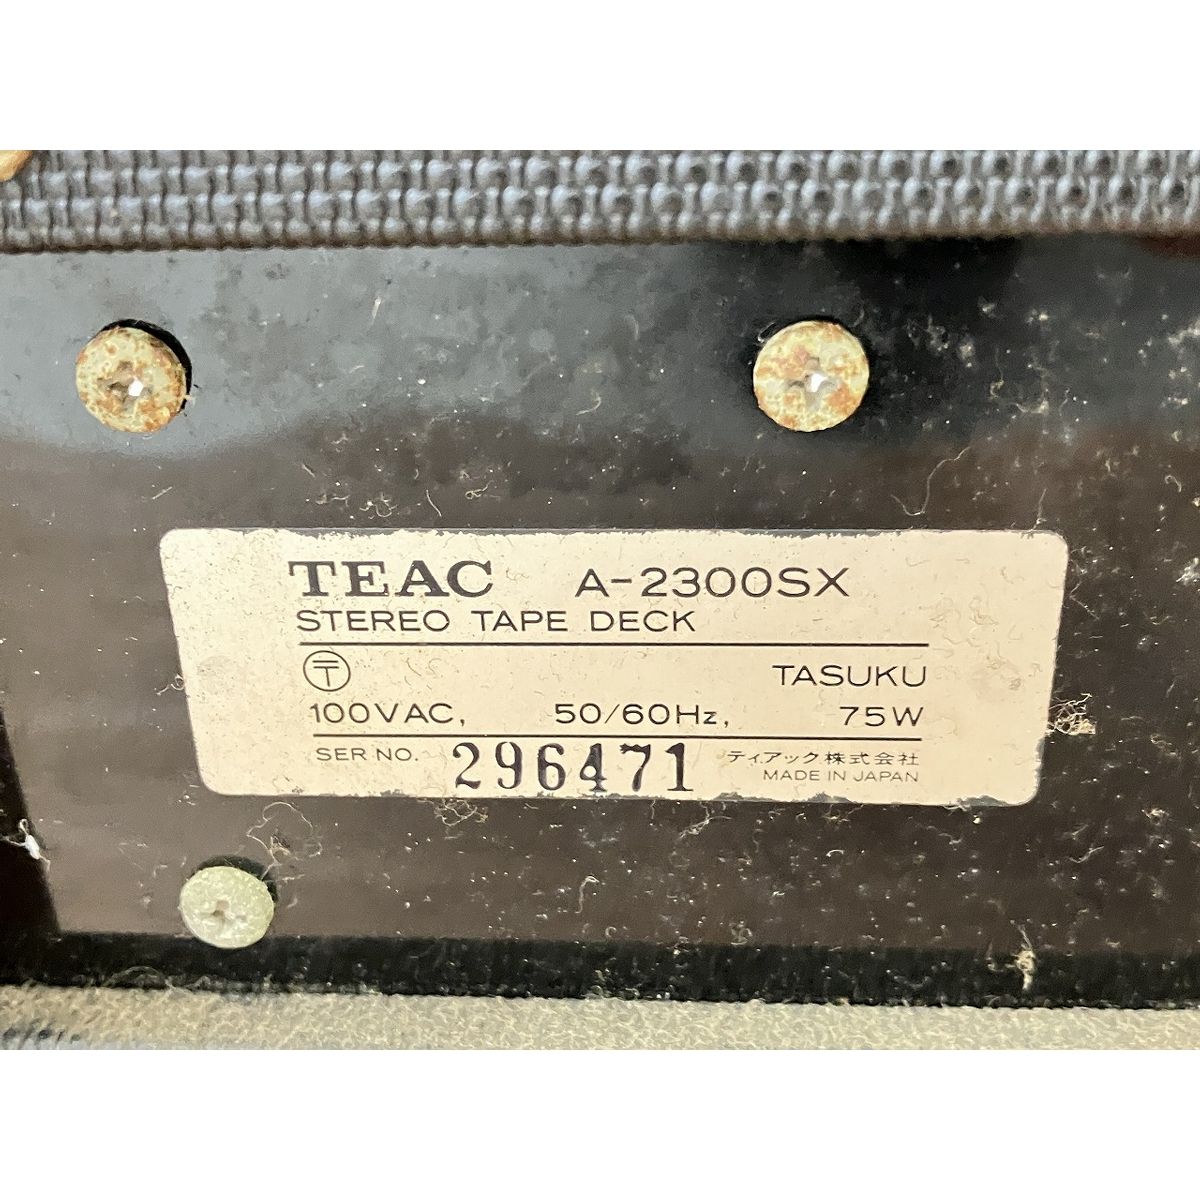 TEAC A-2300SX
STEREO TAPE DECK
〒 TASUKU
100VAC, 50/60Hz, 75W
SER NO. 296471 ティアック株式会社
MADE IN JAPAN